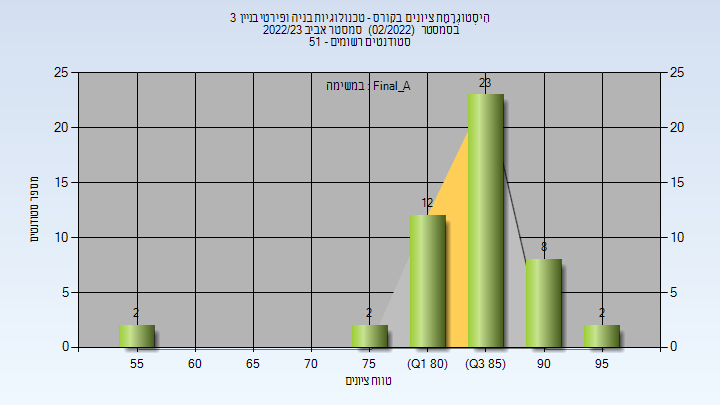 היסטוגרמת ציונים בקורס - טכנולוגיות בניה ופירטי בניין 3
בסמסטר (02/2022) סמסטר אביב 2022/23
סטודנטים רשומים - 51
במשימה : Final_A
25 25
20 20
15 15
10 10
5 5
0 0
2 2 12 23 8 2
55 60 65 70 75 (Q1 80) (Q3 85) 90 95
מספר סטודנטים
טווח ציונים